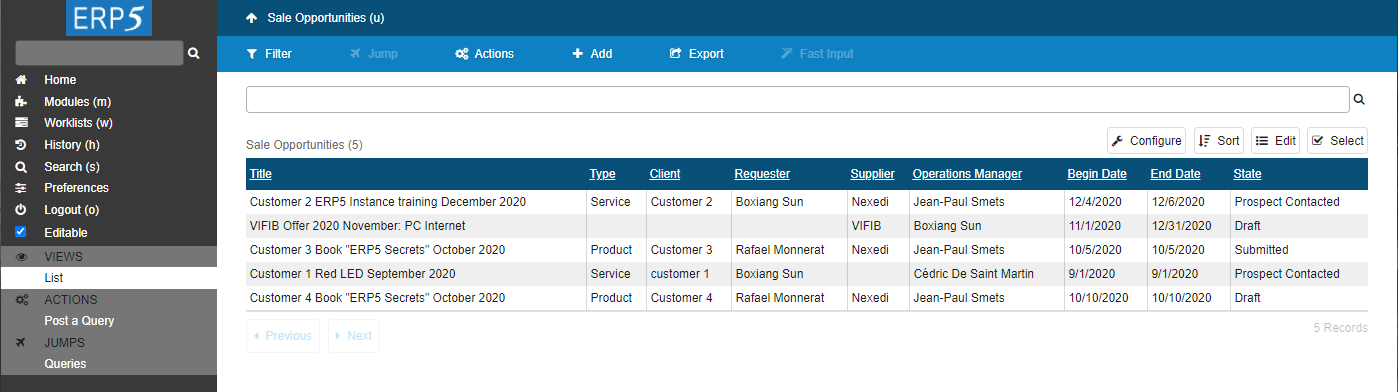 ERP5
Home
Modules (m)
Worklists (w)
History (h)
Search (s)
Preferences
Logout (o)
Editable
VIEWS
List
ACTIONS
Post a Query
JUMPS
Queries
Sale Opportunities (u)
Filter Jump Actions Add Export Fast Input
Sale Opportunities (5) Configure Sort Edit Select
Title Type Client Requester Supplier Operations Manager Begin Date End Date State
Customer 2 ERP5 Instance training December 2020 Service Customer 2 Boxiang Sun Nexedi Jean-Paul Smets 12/4/2020 12/6/2020 Prospect Contacted
VIFIB Offer 2020 November: PC Internet VIFIB Boxiang Sun 11/1/2020 12/31/2020 Draft
Customer 3 Book "ERP5 Secrets" October 2020 Product Customer 3 Rafael Monnerat Nexedi Jean-Paul Smets 10/5/2020 10/5/2020 Submitted
Customer 1 Red LED September 2020 Service customer 1 Boxiang Sun Cédric De Saint Martin 9/1/2020 9/1/2020 Prospect Contacted
Customer 4 Book "ERP5 Secrets" October 2020 Product Customer 4 Rafael Monnerat Nexedi Jean-Paul Smets 10/10/2020 10/10/2020 Draft
Previous Next 5 Records